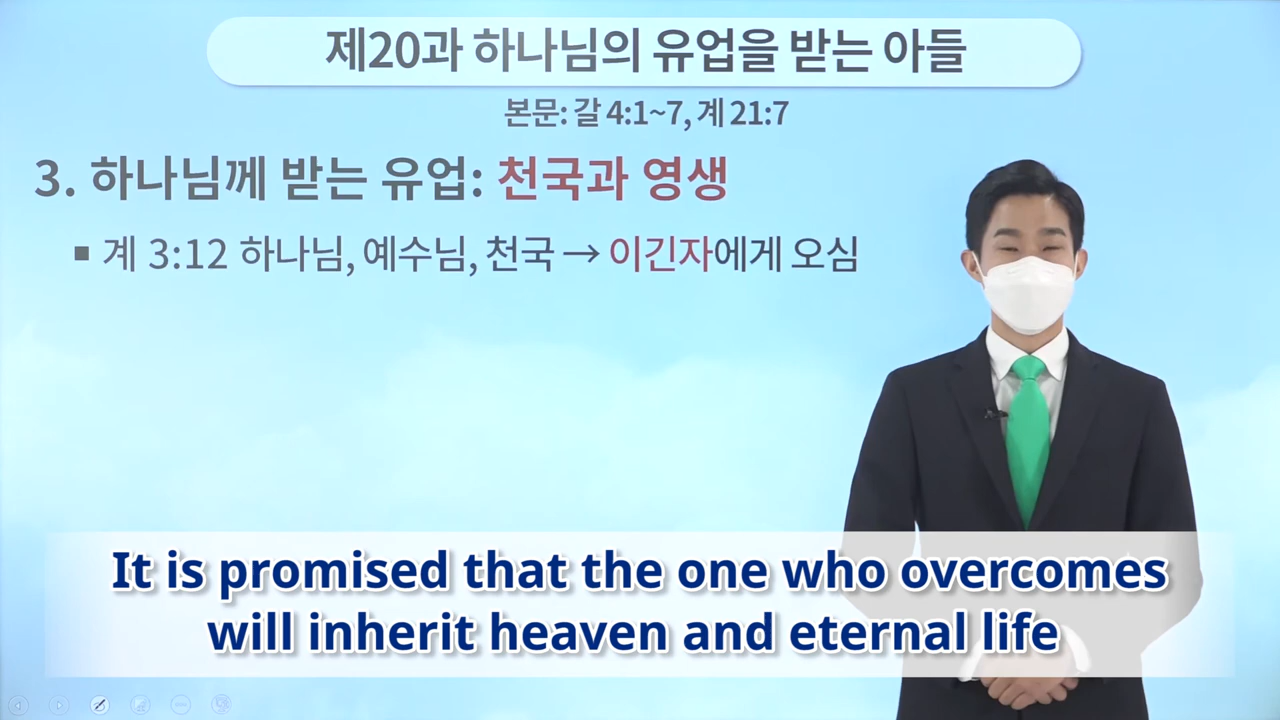 제20과 하나님의 유업을 받는 아들
본문: 갈 4:1~7, 계 21:7
3. 하나님께 받는 유업: 천국과 영생
▪ 계 3:12 하나님, 예수님, 천국 → 이긴자에게 오심
It is promised that the one who overcomes
will inherit heaven and eternal life